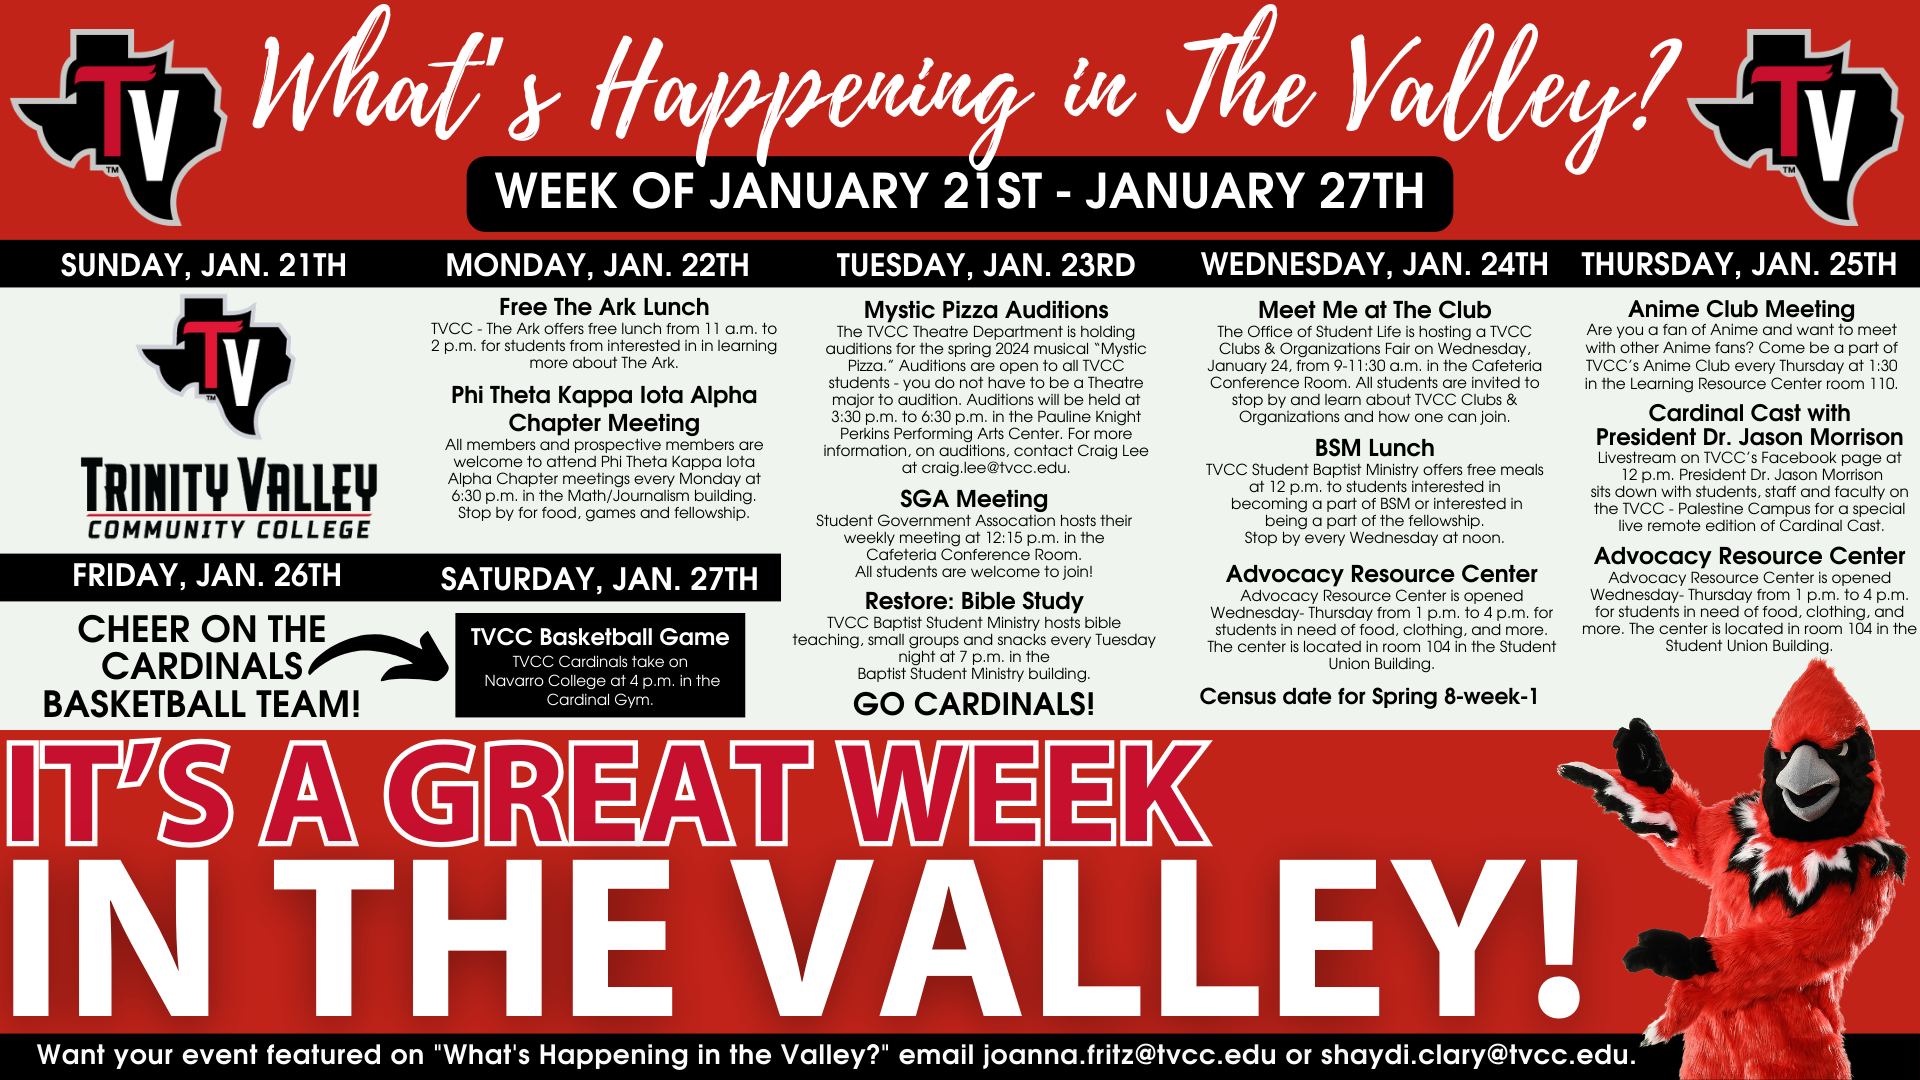 TV
TM
What's Happening in The Valley?
TV
TM
WEEK OF JANUARY 21ST - JANUARY 27TH
SUNDAY, JAN. 21TH
TV
TRINITY VALLEY
COMMUNITY COLLEGE
MONDAY, JAN. 22TH
Free The Ark Lunch
TVCC - The Ark offers free lunch from 11 a.m. to
2 p.m. for students from interested in in learning
more about The Ark.
Phi Theta Kappa Iota Alpha
Chapter Meeting
All members and prospective members are
welcome to attend Phi Theta Kappa Iota
Alpha Chapter meetings every Monday at
6:30 p.m. in the Math/Journalism building.
Stop by for food, games and fellowship.
TUESDAY, JAN. 23RD
Mystic Pizza Auditions
The TVCC Theatre Department is holding
auditions for the spring 2024 musical “Mystic
Pizza.” Auditions are open to all TVCC
students - you do not have to be a Theatre
major to audition. Auditions will be held at
3:30 p.m. to 6:30 p.m. in the Pauline Knight
Perkins Performing Arts Center. For more
information, on auditions, contact Craig Lee
at craig.lee@tvcc.edu.
SGA Meeting
Student Government Assocation hosts their
weekly meeting at 12:15 p.m. in the
Cafeteria Conference Room.
All students are welcome to join!
Restore: Bible Study
TVCC Baptist Student Ministry hosts bible
teaching, small groups and snacks every Tuesday
night at 7 p.m. in the
Baptist Student Ministry building.
GO CARDINALS!
WEDNESDAY, JAN. 24TH
Meet Me at The Club
The Office of Student Life is hosting a TVCC
Clubs & Organizations Fair on Wednesday,
January 24, from 9-11:30 a.m. in the Cafeteria
Conference Room. All students are invited to
stop by and learn about TVCC Clubs &
Organizations and how one can join.
BSM Lunch
TVCC Student Baptist Ministry offers free meals
at 12 p.m. to students interested in
becoming a part of BSM or interested in
being a part of the fellowship.
Stop by every Wednesday at noon.
Advocacy Resource Center
Advocacy Resource Center is opened
Wednesday- Thursday from 1 p.m. to 4 p.m. for
students in need of food, clothing, and more.
The center is located in room 104 in the Student
Union Building.
Census date for Spring 8-week-1
THURSDAY, JAN. 25TH
Anime Club Meeting
Are you a fan of Anime and want to meet
with other Anime fans? Come be a part of
TVCC’s Anime Club every Thursday at 1:30
in the Learning Resource Center room 110.
Cardinal Cast with
President Dr. Jason Morrison
Livestream on TVCC’s Facebook page at
12 p.m. President Dr. Jason Morrison
sits down with students, staff and faculty on
the TVCC - Palestine Campus for a special
live remote edition of Cardinal Cast.
Advocacy Resource Center
Advocacy Resource Center is opened
Wednesday- Thursday from 1 p.m. to 4 p.m.
for students in need of food, clothing, and
more. The center is located in room 104 in the
Student Union Building.
FRIDAY, JAN. 26TH
CHEER ON THE
CARDINALS
BASKETBALL TEAM!
SATURDAY, JAN. 27TH
TVCC Basketball Game
TVCC Cardinals take on
Navarro College at 4 p.m. in the
Cardinal Gym.
IT’S A GREAT WEEK
IN THE VALLEY!
Want your event featured on "What's Happening in the Valley?" email joanna.fritz@tvcc.edu or shaydi.clary@tvcc.edu.